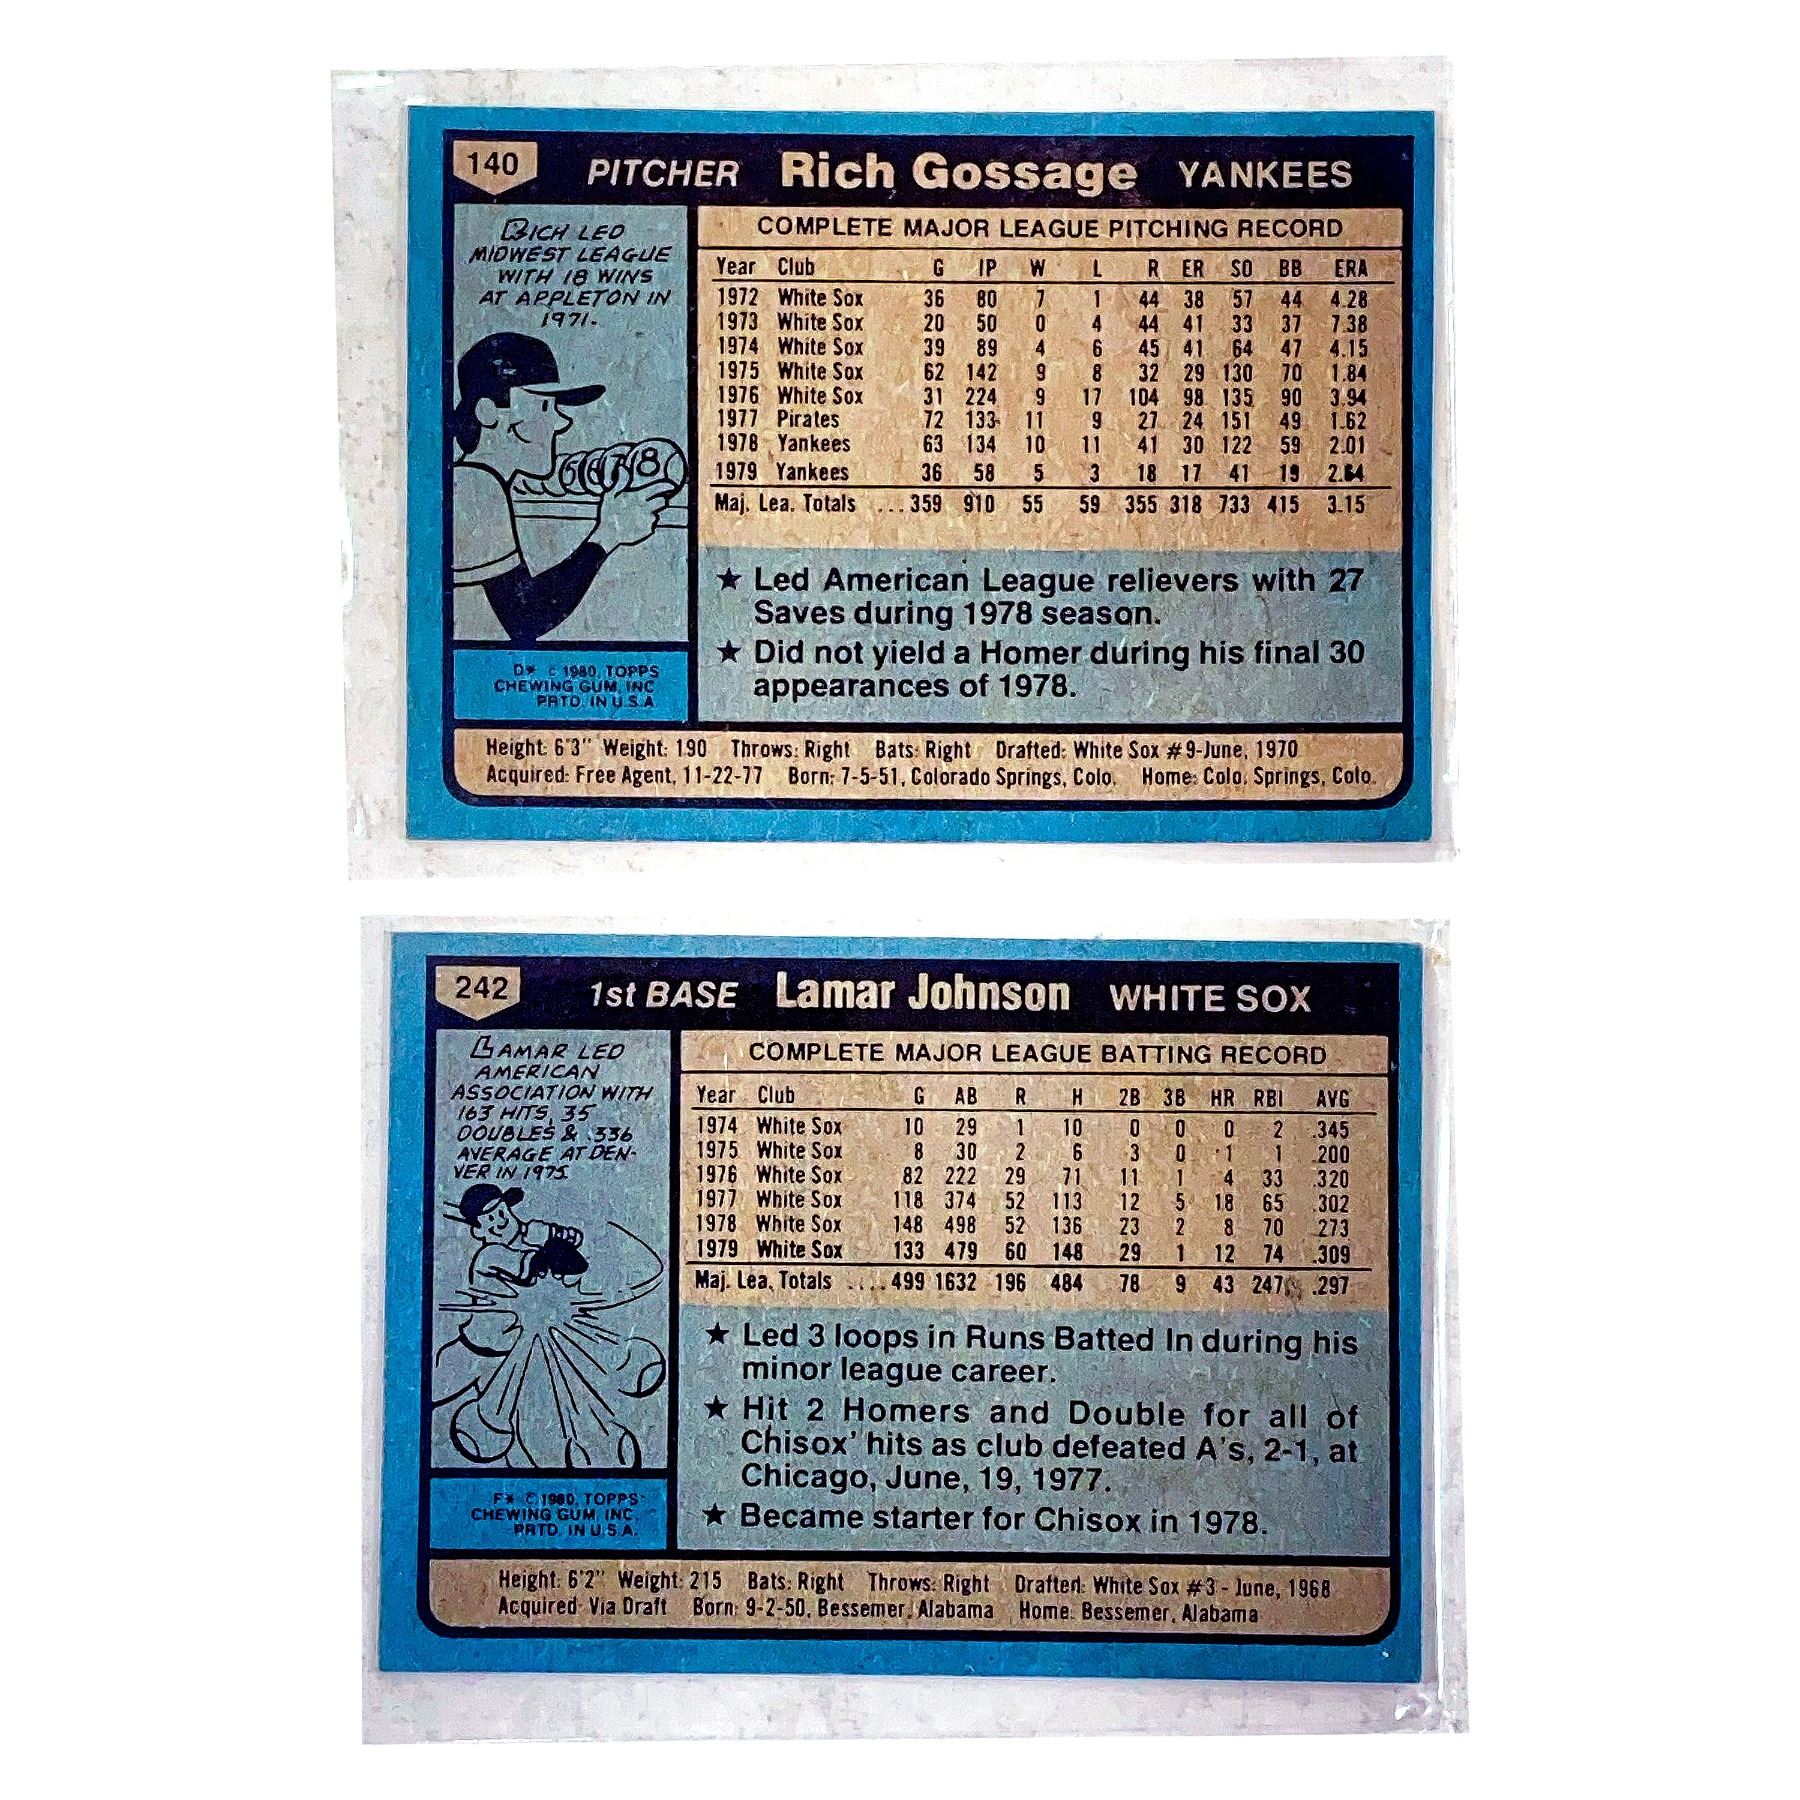 140 PITCHER Rich Gossage YANKEES
RICH LED
MIDWEST LEAGUE
WITH 18 WINS
AT APPLETON IN
1971.
5 6 7 8
D* © 1980, TOPPS
CHEWING GUM, INC
PRTD. IN U.S.A.
COMPLETE MAJOR LEAGUE PITCHING RECORD
Year Club G IP W L R ER SO BB ERA
1972 White Sox 36 80 7 1 44 38 57 44 4.28
1973 White Sox 20 50 0 4 44 41 33 37 7.38
1974 White Sox 39 89 4 6 45 41 64 47 4.15
1975 White Sox 62 142 9 8 32 29 130 70 1.84
1976 White Sox 31 224 9 17 104 98 135 90 3.94
1977 Pirates 72 133 11 9 27 24 151 49 1.62
1978 Yankees 63 134 10 11 41 30 122 59 2.01
1979 Yankees 36 58 5 3 18 17 41 19 2.64
Maj. Lea. Totals ... 359 910 55 59 355 318 733 415 3.15
★ Led American League relievers with 27
Saves during 1978 season.
★ Did not yield a Homer during his final 30
appearances of 1978.
Height: 6'3" Weight: 190 Throws: Right Bats: Right Drafted: White Sox #9-June, 1970
Acquired: Free Agent, 11-22-77 Born: 7-5-51, Colorado Springs, Colo. Home: Colo. Springs, Colo.
242 1st BASE Lamar Johnson WHITE SOX
LAMAR LED
AMERICAN
ASSOCIATION WITH
163 HITS, 35
DOUBLES & .336
AVERAGE AT DEN-
VER IN 1975.
F* © 1980, TOPPS
CHEWING GUM, INC.
PRTD. IN U.S.A.
COMPLETE MAJOR LEAGUE BATTING RECORD
Year Club G AB R H 2B 3B HR RBI AVG
1974 White Sox 10 29 1 10 0 0 0 2 .345
1975 White Sox 8 30 2 6 3 0 1 1 .200
1976 White Sox 82 222 29 71 11 1 4 33 .320
1977 White Sox 118 374 52 113 12 5 18 65 .302
1978 White Sox 148 498 52 136 23 2 8 70 .273
1979 White Sox 133 479 60 148 29 1 12 74 .309
Maj. Lea. Totals .... 499 1632 196 484 78 9 43 247 .297
★ Led 3 loops in Runs Batted In during his
minor league career.
★ Hit 2 Homers and Double for all of
Chisox' hits as club defeated A's, 2-1, at
Chicago, June, 19, 1977.
★ Became starter for Chisox in 1978.
Height: 6'2" Weight: 215 Bats: Right Throws: Right Drafted: White Sox #3 - June, 1968
Acquired: Via Draft Born: 9-2-50, Bessemer, Alabama Home: Bessemer, Alabama